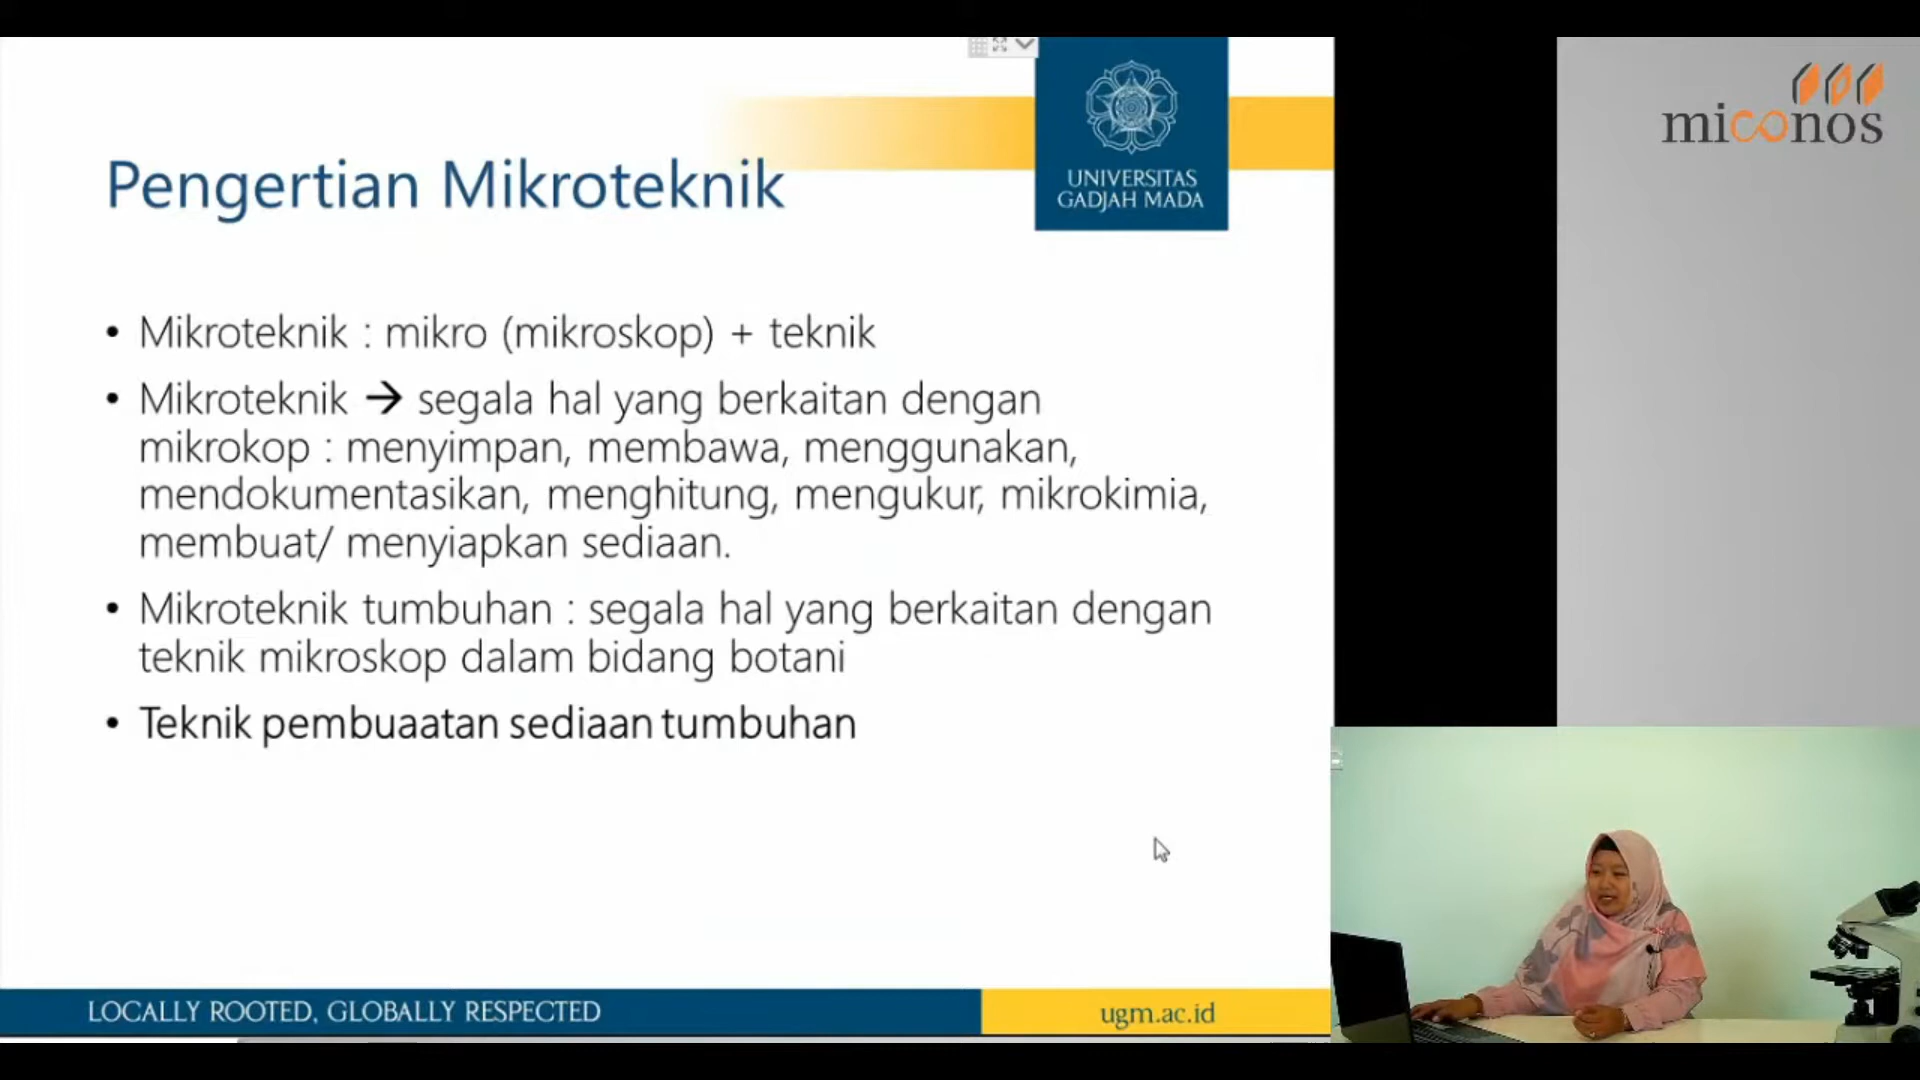 miconos
UNIVERSITAS
GADJAH MADA
Pengertian Mikroteknik
• Mikroteknik : mikro (mikroskop) + teknik
• Mikroteknik → segala hal yang berkaitan dengan
mikrokop : menyimpan, membawa, menggunakan,
mendokumentasikan, menghitung, mengukur, mikrokimia,
membuat/ menyiapkan sediaan.
• Mikroteknik tumbuhan : segala hal yang berkaitan dengan
teknik mikroskop dalam bidang botani
• Teknik pembuaatan sediaan tumbuhan
LOCALLY ROOTED, GLOBALLY RESPECTED
ugm.ac.id